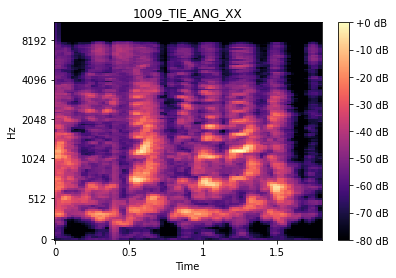 1009_TIE_ANG_XX
+0 dB
8192
-10 dB
4096
-20 dB
-30 dB
2048
Hz
-40 dB
1024
-50 dB
512
-60 dB
-70 dB
0
-80 dB
0
0.5
1
1.5
Time